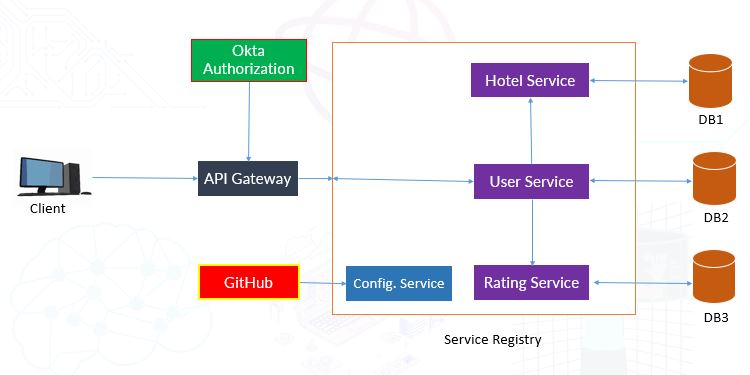 Okta
Authorization
Hotel Service
DB1
API Gateway
User Service
Client
DB2
GitHub
Config. Service
Rating Service
DB3
Service Registry